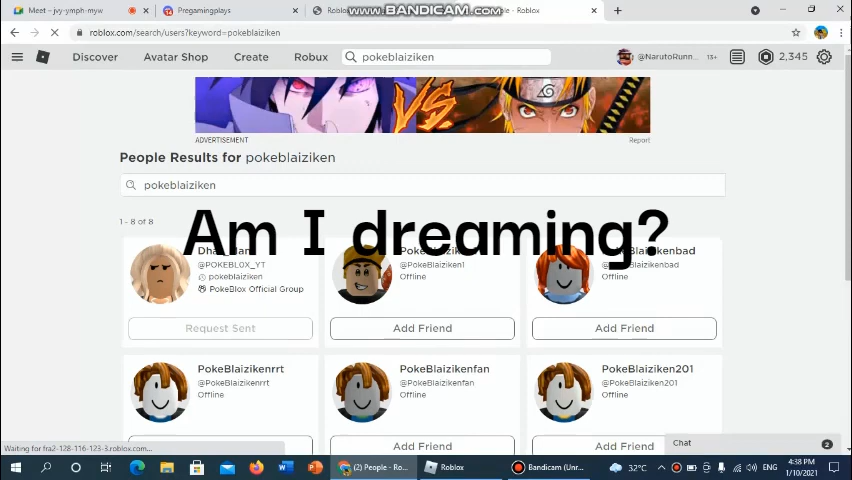 Meet – jvy-ymph-myw
Pregamingplays
www.BANDICAM.com
Roblox
roblox.com/search/users?keyword=pokeblaiziken
Discover
Avatar Shop
Create
Robux
pokeblaiziken
@NarutoRunn...
13+
2,345
VS
ADVERTISEMENT
Report
People Results for pokeblaiziken
pokeblaiziken
1 - 8 of 8
Am I dreaming?
@POKEBLOX_YT
pokeblaiziken
PokeBlox Official Group
Request Sent
@PokeBlaiziken1
Offline
Add Friend
@PokeBlaizikenbad
Offline
Add Friend
PokeBlaizikenrrt
@PokeBlaizikenrrt
Offline
PokeBlaizikenfan
@PokeBlaizikenfan
Offline
Add Friend
PokeBlaiziken201
@PokeBlaiziken201
Offline
Add Friend
Chat
2
Waiting for fra2-128-116-123-3.roblox.com...
(2) People - Ro...
Roblox
Bandicam (Unr...
32°C
ENG
4:38 PM
1/10/2021